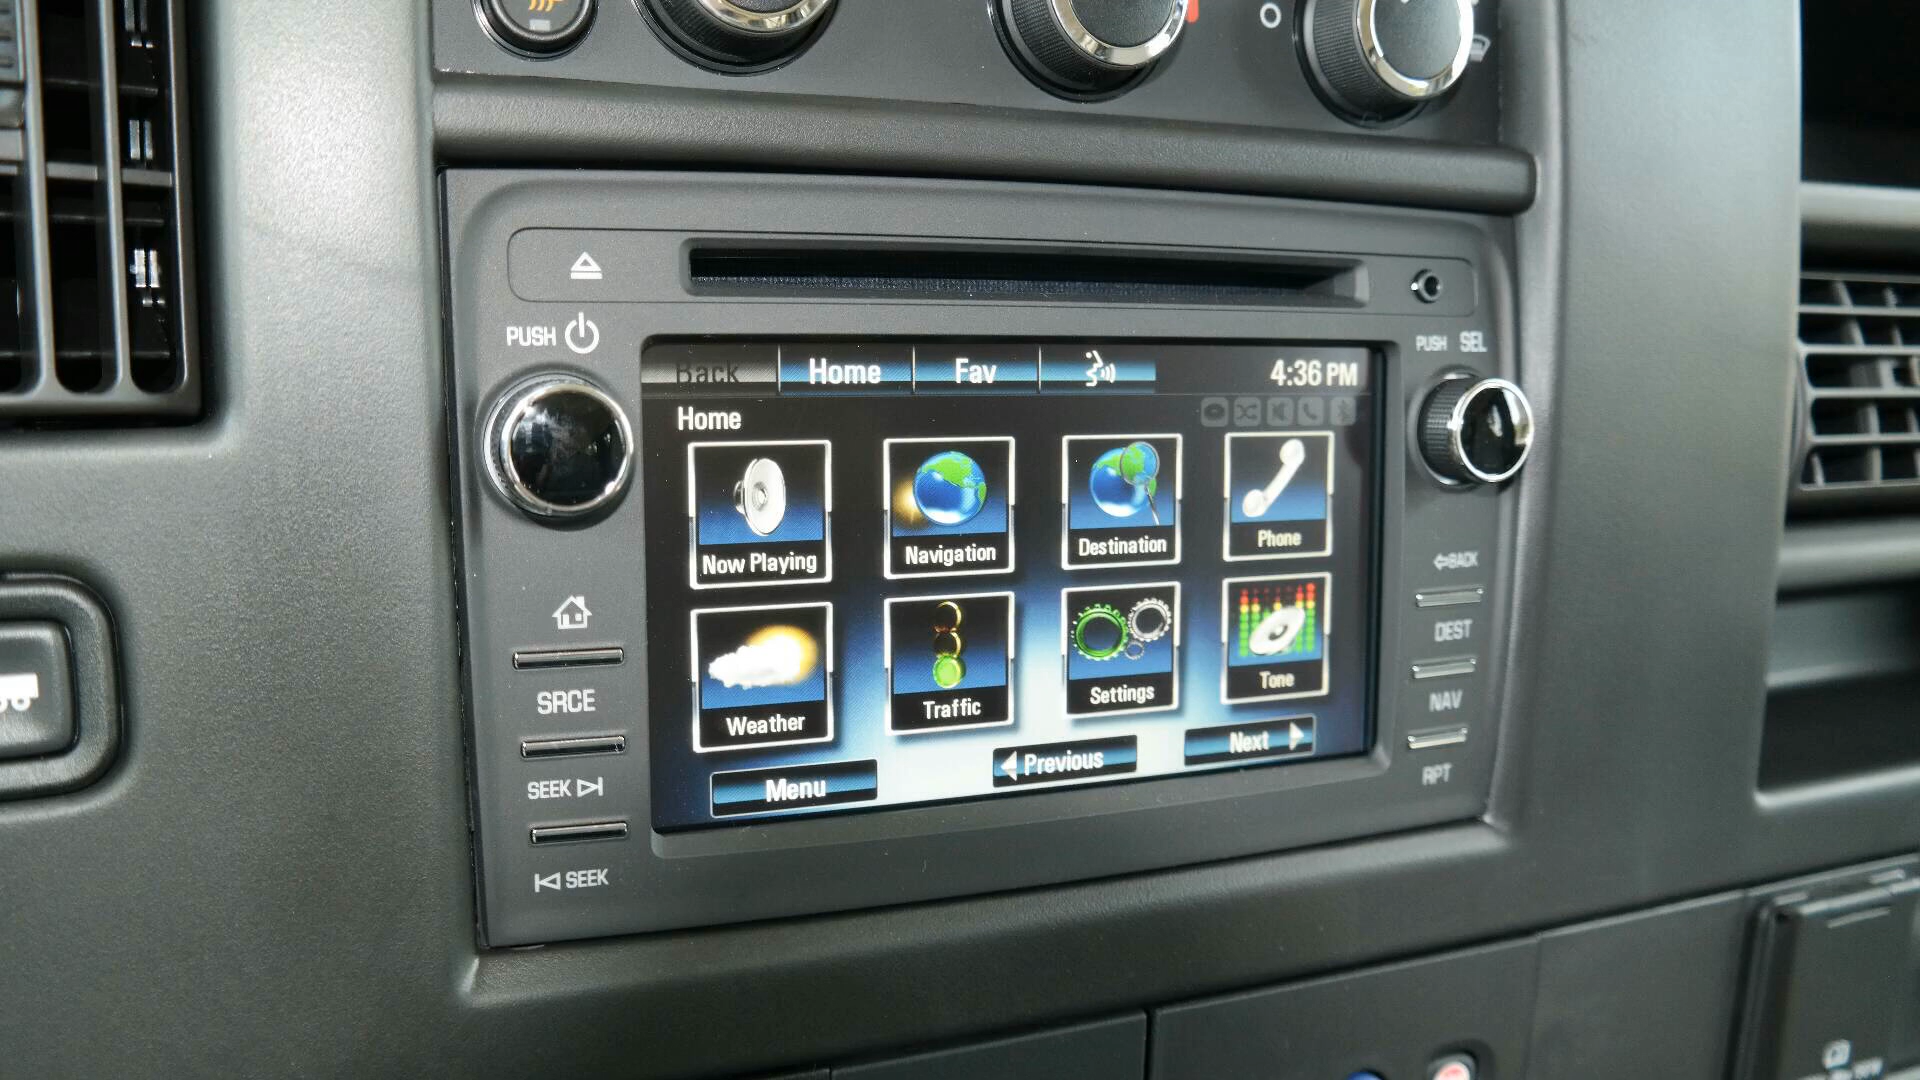 PUSH
PUSH SEL
Back Home Fav 4:36 PM
Home
Now Playing Navigation Destination Phone
Weather Traffic Settings Tone
Menu Previous Next
SRCE
SEEK
SEEK
BACK
DEST
NAV
RPT